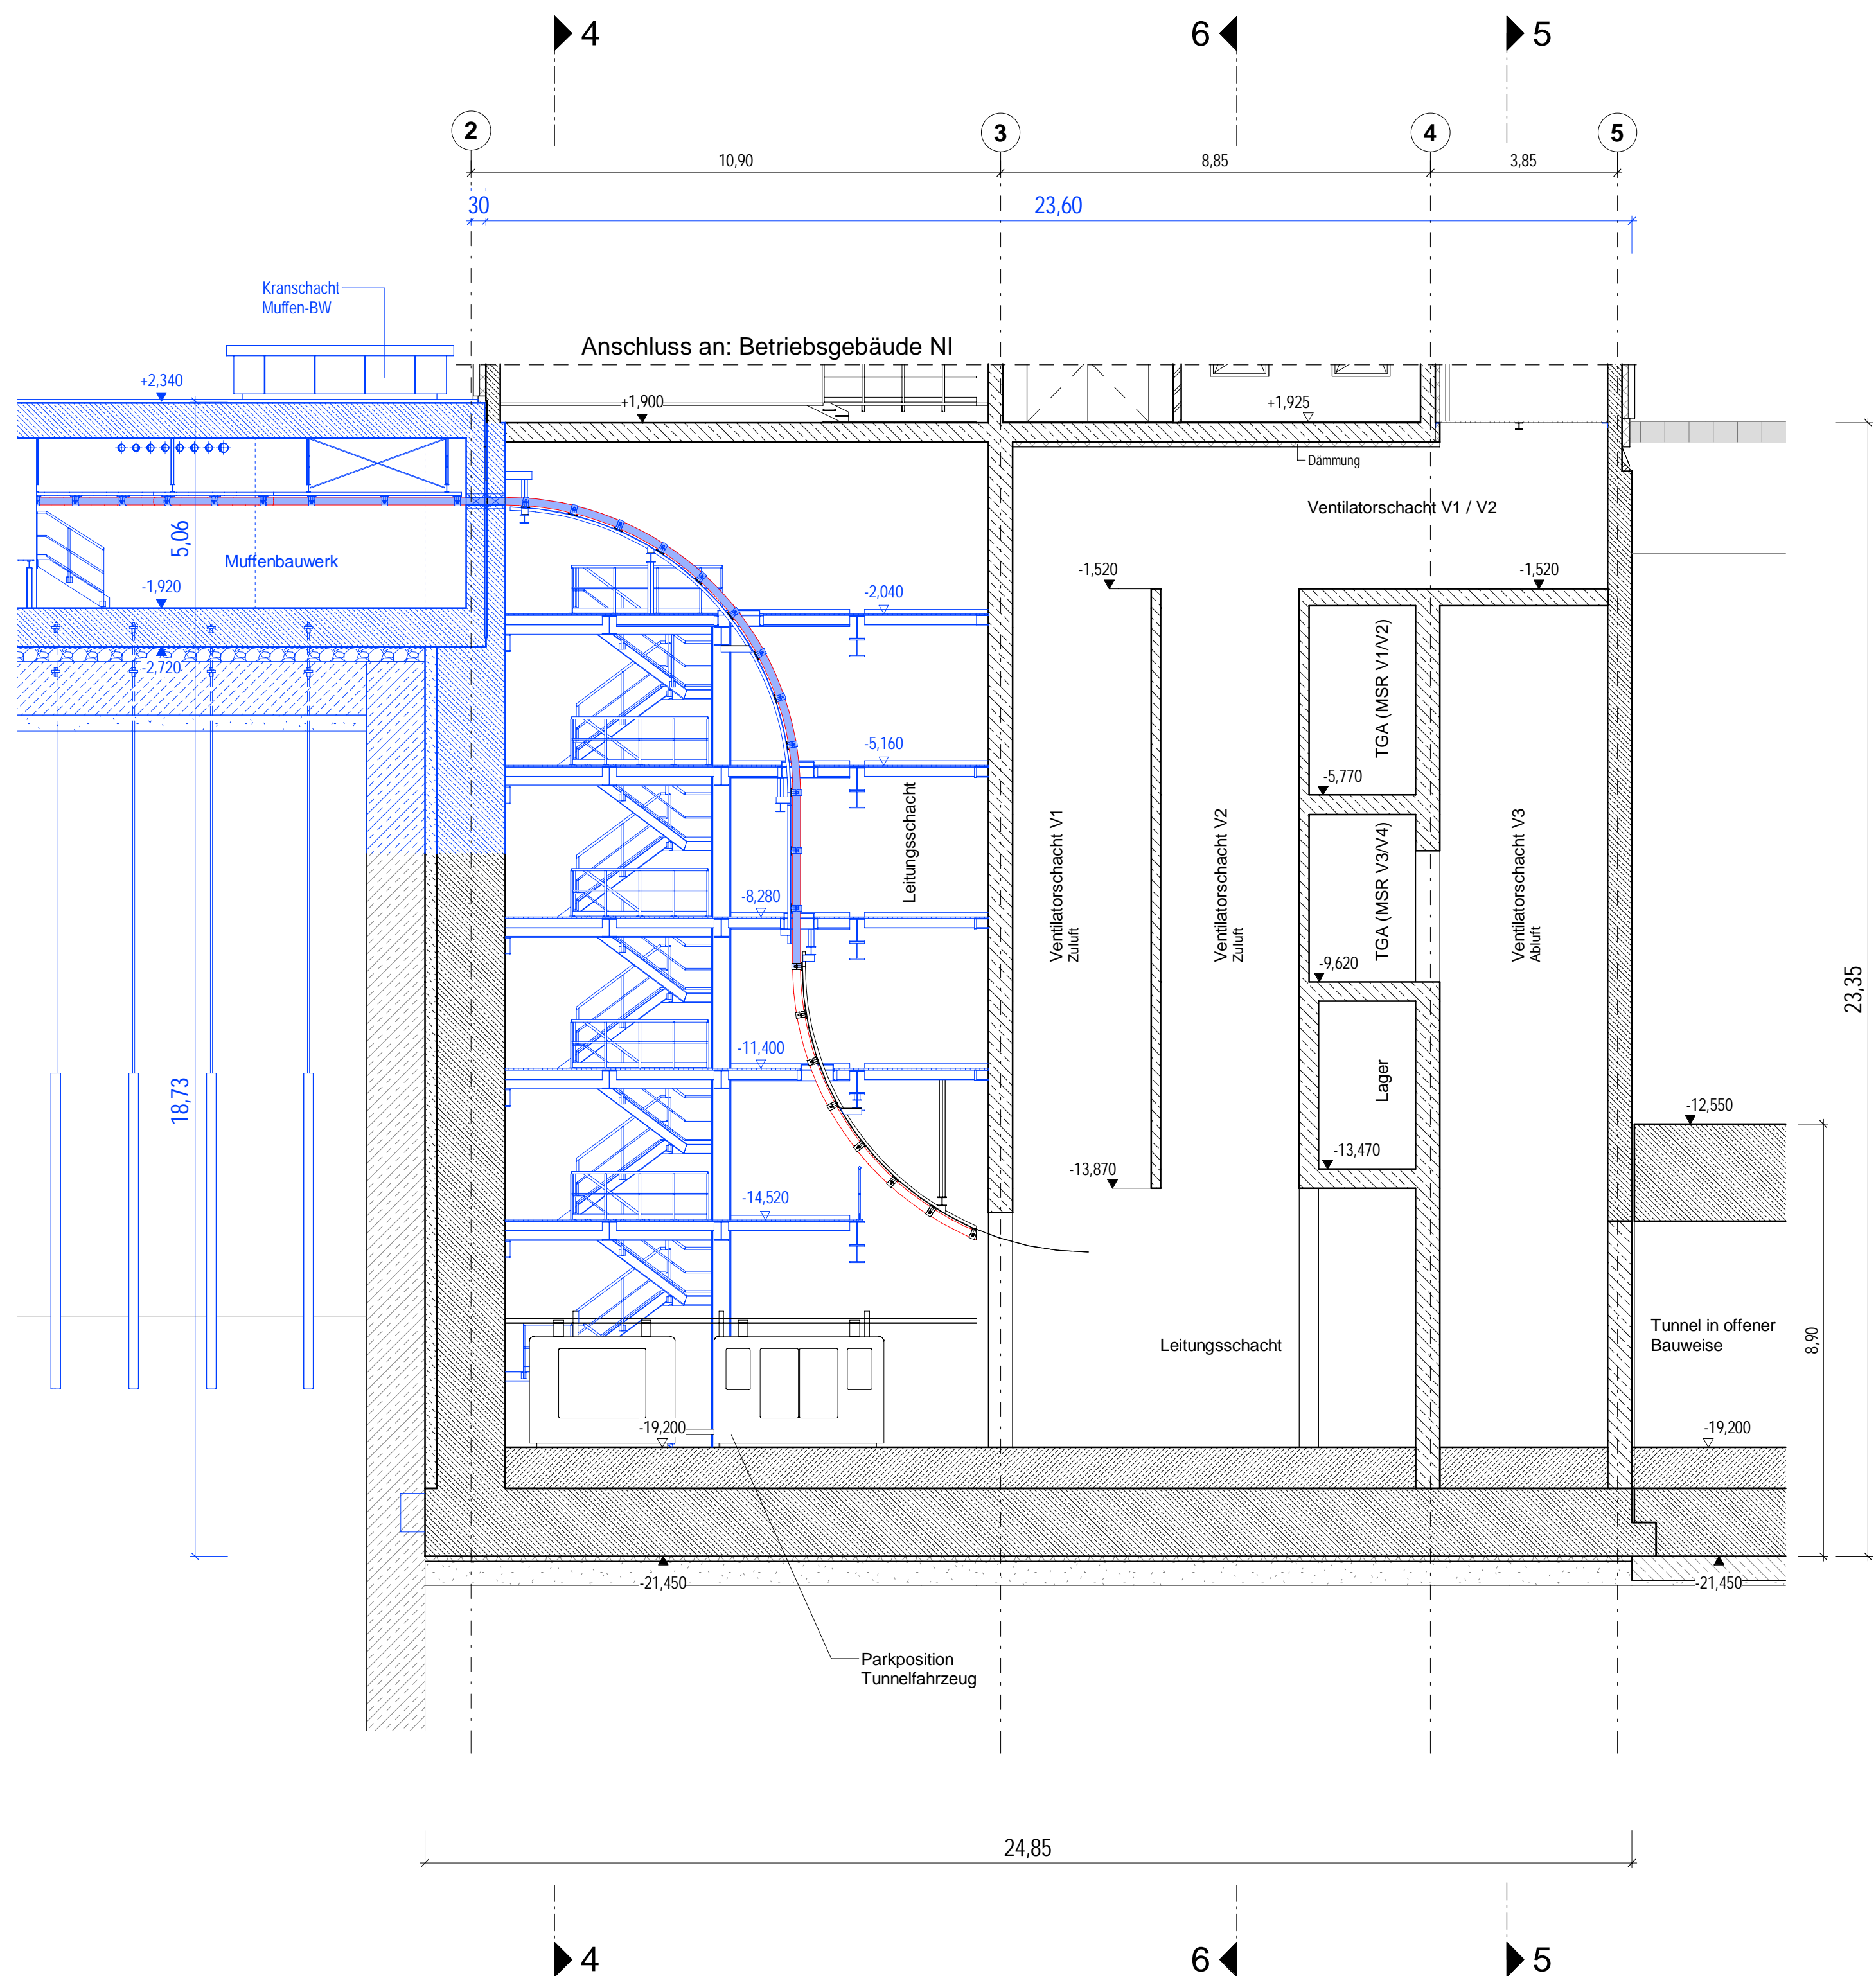 4
6
5
2
3
4
5
10,90
8,85
3,85
30
23,60
Kranschacht
Muffen-BW
Anschluss an: Betriebsgebäude NI
+2,340
+1,900
+1,925
Dämmung
Ventilatorschacht V1 / V2
5,06
Muffenbauwerk
-1,920
-2,720
-1,520
-1,520
-2,040
TGA (MSR V1/V2)
-5,160
-5,770
Leitungsschacht
Ventilatorschacht V1
Zuluft
Ventilatorschacht V2
Zuluft
TGA (MSR V3/V4)
Ventilatorschacht V3
Abluft
-8,280
-9,620
23,35
-11,400
18,73
Lager
-12,550
-13,470
-13,870
-14,520
Leitungsschacht
Tunnel in offener
Bauweise
8,90
-19,200
-19,200
-21,450
-21,450
Parkposition
Tunnelfahrzeug
24,85
4
6
5